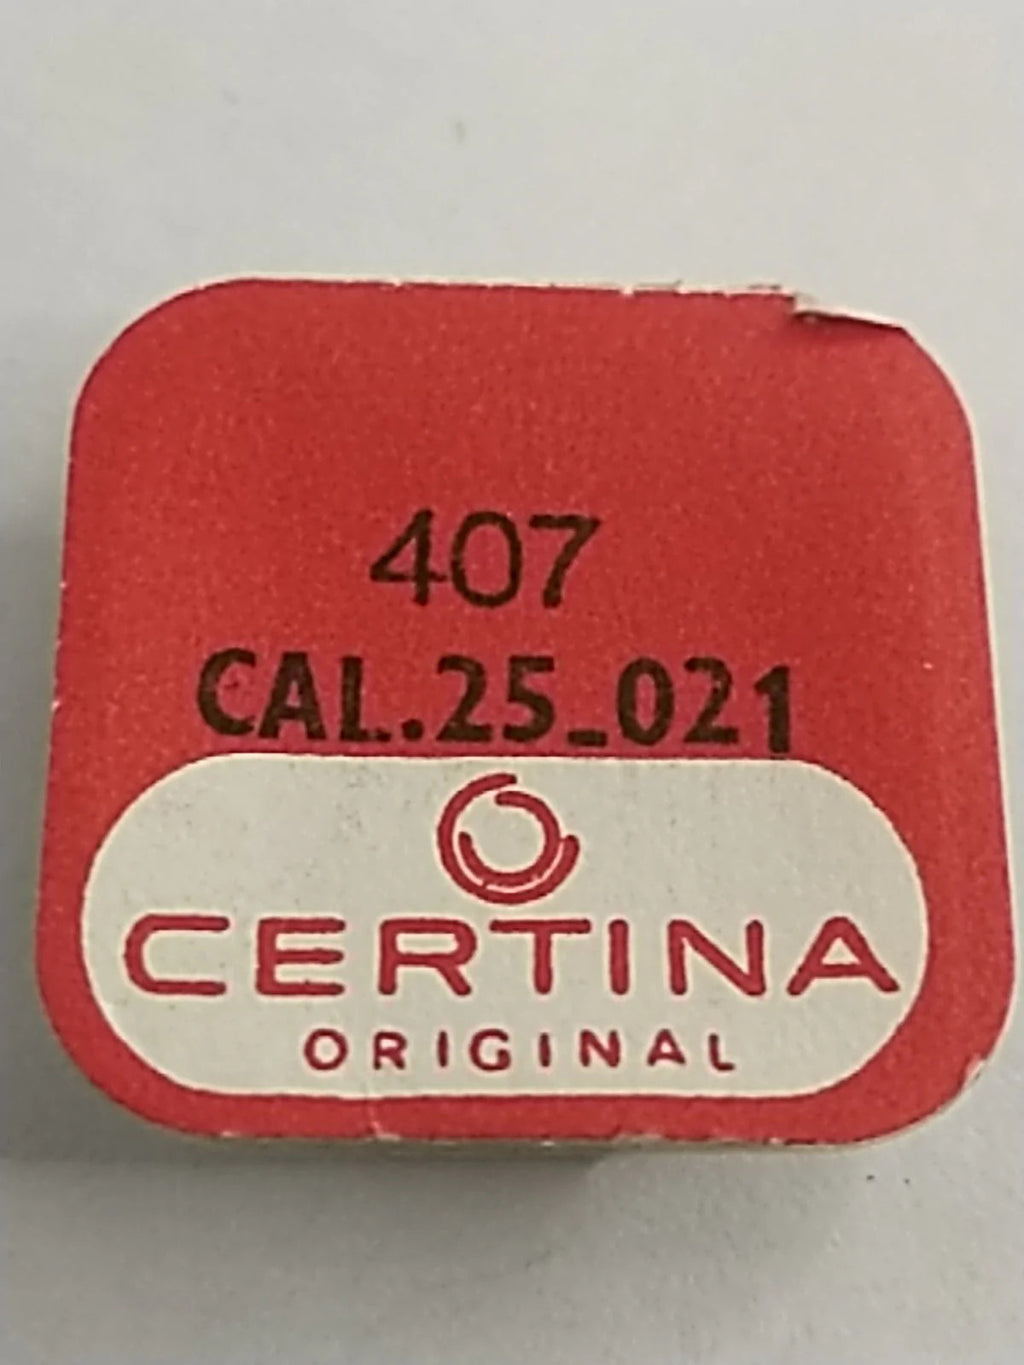 407
CAL.25_021
CERTINA
ORIGINAL